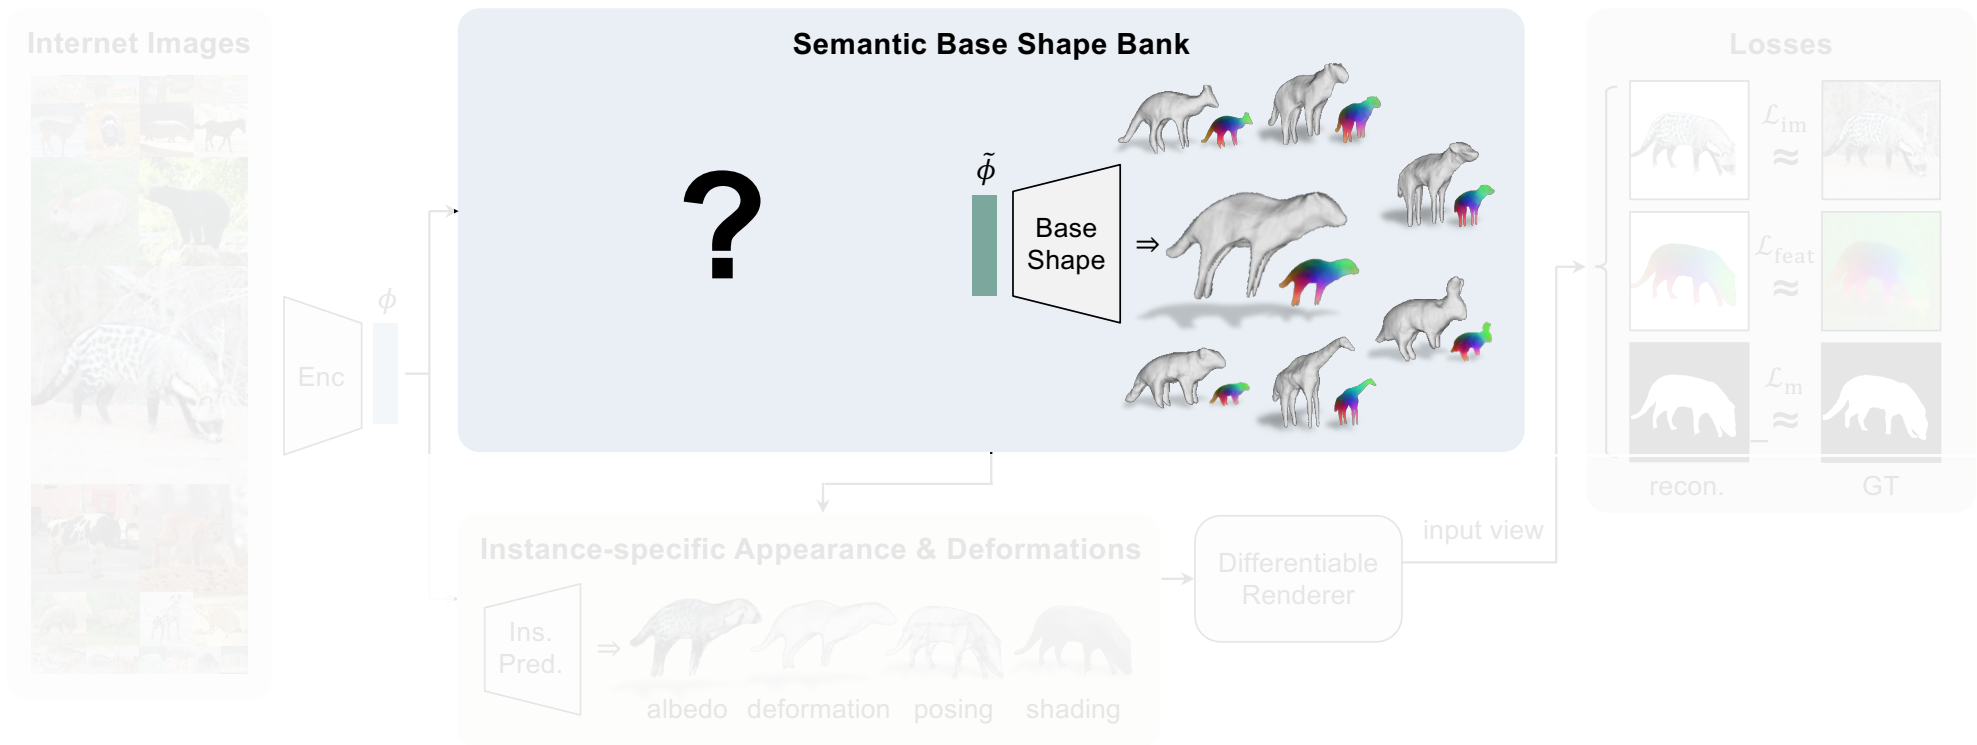 Internet Images
Semantic Base Shape Bank
Losses
?
ϕ̃
Base
Shape
⇒
ϕ
Enc
ℒim
≈
ℒfeat
≈
ℒm
≈
recon.
GT
input view
Instance-specific Appearance & Deformations
Ins.
Pred.
⇒
albedo
deformation
posing
shading
Differentiable
Renderer